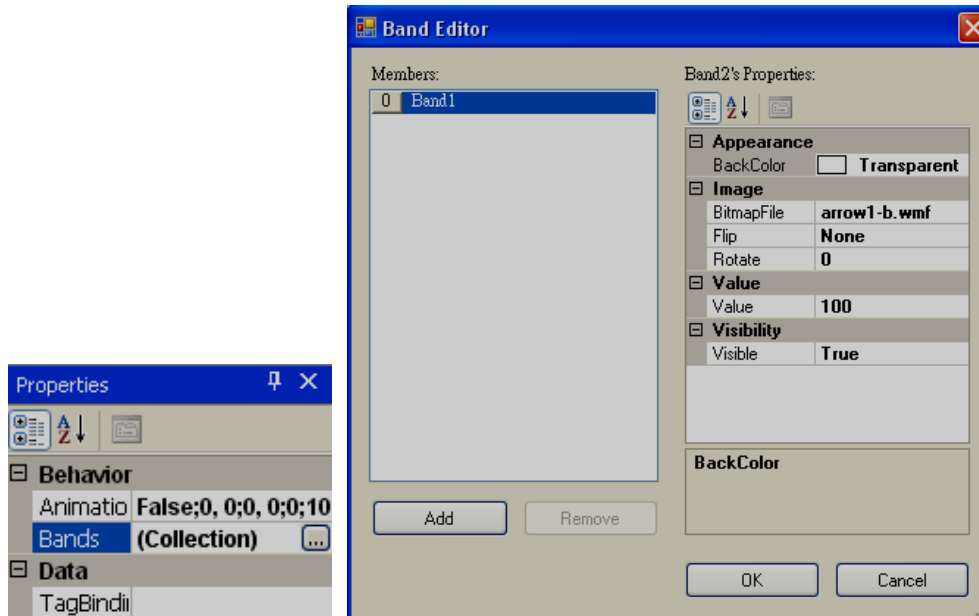 Properties
Behavior
Animatio False;0, 0;0, 0;0;10
Bands (Collection) ...
Data
TagBindi
Band Editor
Members:
0 Band1
Add
Remove
Band2's Properties:
Appearance
BackColor Transparent
Image
BitmapFile arrow1-b.wmf
Flip None
Rotate 0
Value
Value 100
Visibility
Visible True
BackColor
OK
Cancel